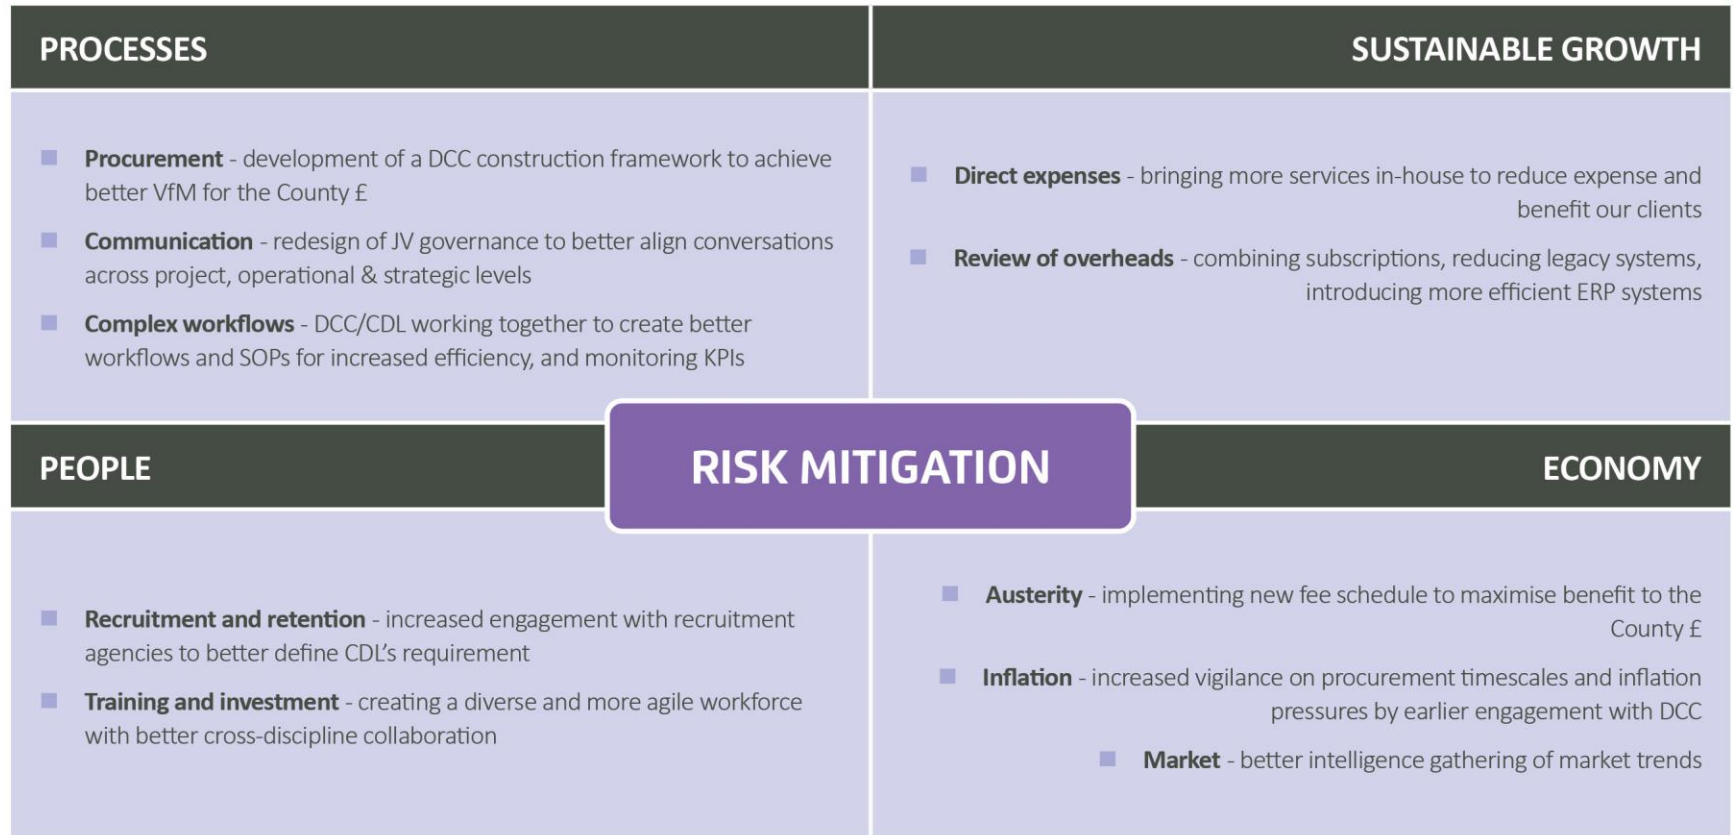 PROCESSES
Procurement - development of a DCC construction framework to achieve
better VfM for the County £
Communication - redesign of JV governance to better align conversations
across project, operational & strategic levels
Complex workflows - DCC/CDL working together to create better
workflows and SOPs for increased efficiency, and monitoring KPIs
SUSTAINABLE GROWTH
Direct expenses - bringing more services in-house to reduce expense and
benefit our clients
Review of overheads - combining subscriptions, reducing legacy systems,
introducing more efficient ERP systems
RISK MITIGATION
PEOPLE
Recruitment and retention - increased engagement with recruitment
agencies to better define CDL’s requirement
Training and investment - creating a diverse and more agile workforce
with better cross-discipline collaboration
ECONOMY
Austerity - implementing new fee schedule to maximise benefit to the
County £
Inflation - increased vigilance on procurement timescales and inflation
pressures by earlier engagement with DCC
Market - better intelligence gathering of market trends